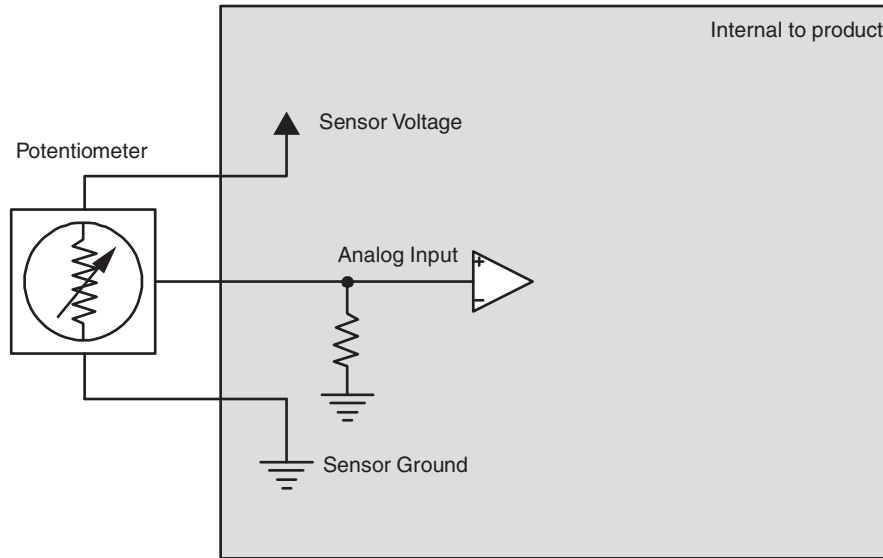 Internal to product
Sensor Voltage
Potentiometer
Analog Input
+
−
Sensor Ground